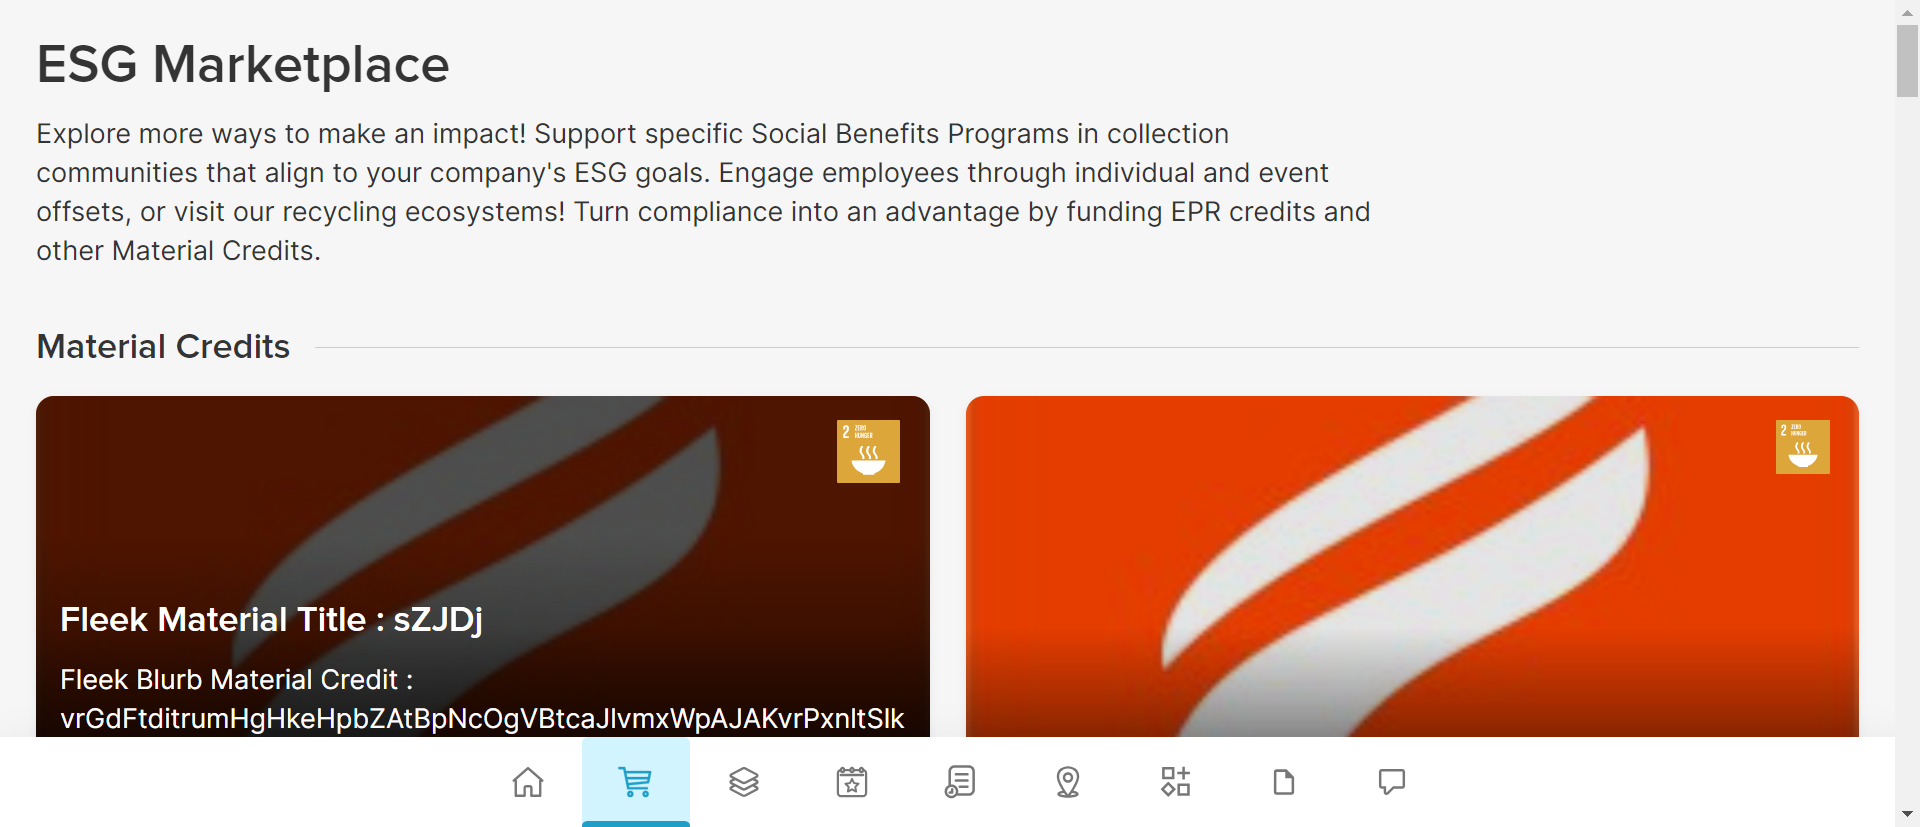 ESG Marketplace
Explore more ways to make an impact! Support specific Social Benefits Programs in collection
communities that align to your company's ESG goals. Engage employees through individual and event
offsets, or visit our recycling ecosystems! Turn compliance into an advantage by funding EPR credits and
other Material Credits.
Material Credits
2 ZERO
HUNGER
2 ZERO
HUNGER
Fleek Material Title : sZJDj
Fleek Blurb Material Credit :
vrGdFtditrumHgHkeHpbZAtBpNcOgVBtcaJlvmxWpAJAKvrPxnltSlk